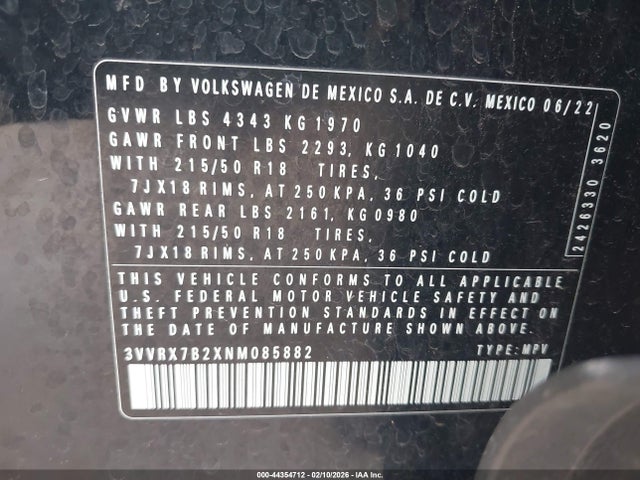 MFD BY VOLKSWAGEN DE MEXICO S.A. DE C.V. MEXICO 06/22
GVWR LBS 4343 KG 1970
GAWR FRONT LBS 2293, KG 1040
WITH 215/50 R18 TIRES,
7JX18 RIMS, AT 250 KPA, 36 PSI COLD
GAWR REAR LBS 2161, KG 0980
WITH 215/50 R18 TIRES,
7JX18 RIMS, AT 250 KPA, 36 PSI COLD
2426330 3620
THIS VEHICLE CONFORMS TO ALL APPLICABLE
U.S. FEDERAL MOTOR VEHICLE SAFETY AND
THEFT PREVENTION STANDARDS IN EFFECT ON
THE DATE OF MANUFACTURE SHOWN ABOVE.
3VVRX7B2XNM085882 TYPE: MPV
000-44354712 - 02/10/2026 - IAA Inc.